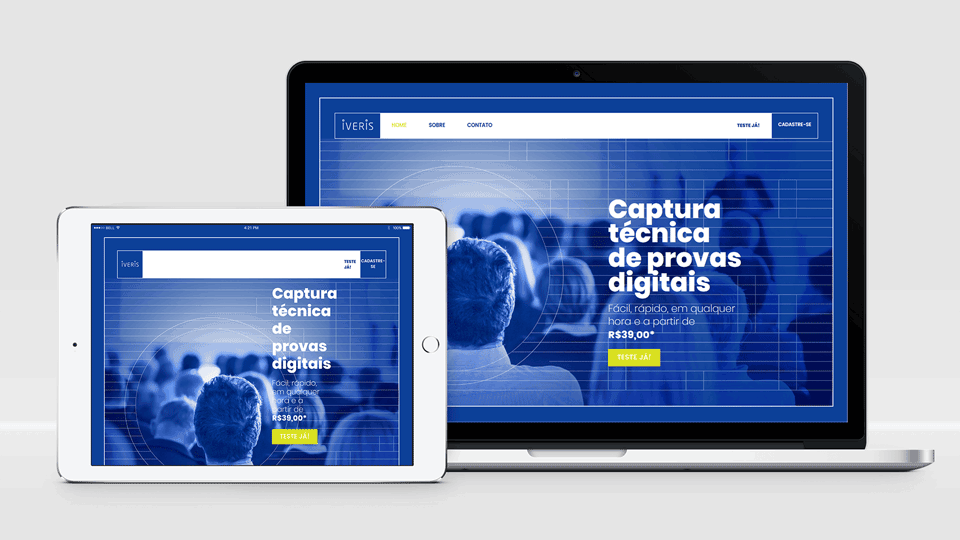 iVERiS
HOME
SOBRE
CONTATO
TESTE JÁ!
CADASTRE-SE
Captura
técnica
de provas
digitais
Fácil, rápido, em qualquer
hora e a partir de
R$39,00*
TESTE JÁ!
BELL
4:21 PM
100%
iVERiS
TESTE
JÁ!
CADASTRE-
SE
Captura
técnica
de
provas
digitais
Fácil, rápido,
em qualquer
hora e a
partir de
R$39,00*
TESTE JÁ!